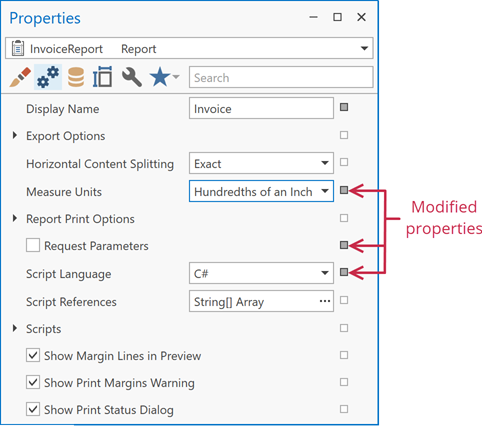 Properties
InvoiceReport Report
Search
Display Name Invoice
Export Options
Horizontal Content Splitting Exact
Measure Units Hundredths of an Inch
Report Print Options
Modified
properties
Request Parameters
Script Language C#
Script References String[] Array ...
Scripts
Show Margin Lines in Preview
Show Print Margins Warning
Show Print Status Dialog